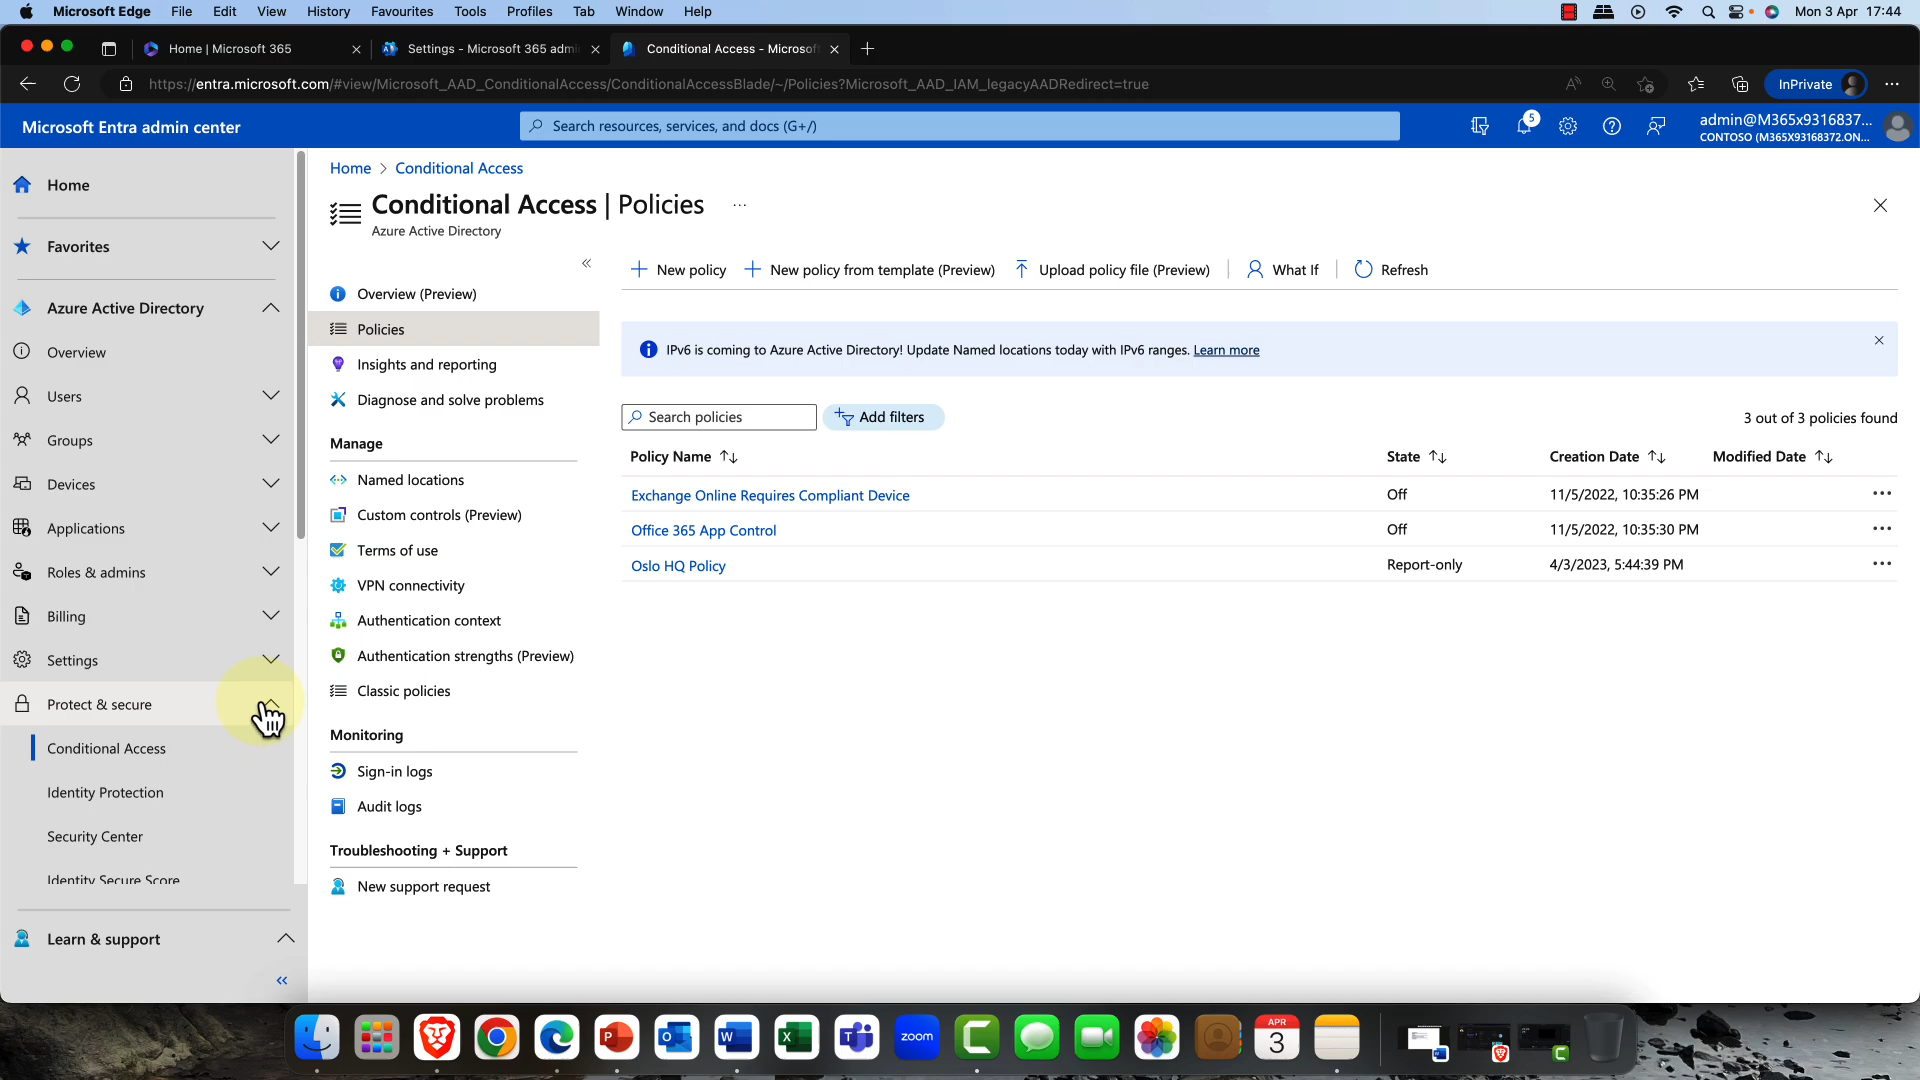 Microsoft Edge File Edit View History Favourites Tools Profiles Tab Window Help Mon 3 Apr 17:44
Home | Microsoft 365 Settings - Microsoft 365 admi Conditional Access - Microsof
https://entra.microsoft.com/#view/Microsoft_AAD_ConditionalAccess/ConditionalAccessBlade/~/Policies?Microsoft_AAD_IAM_legacyAADRedirect=true InPrivate
Microsoft Entra admin center Search resources, services, and docs (G+/) 5 admin@M365x9316837...
CONTOSO (M365X93168372.ON...
Home
Favorites
Azure Active Directory
Overview
Users
Groups
Devices
Applications
Roles & admins
Billing
Settings
Protect & secure
Conditional Access
Identity Protection
Security Center
Identity Secure Score
Learn & support
Home > Conditional Access
Conditional Access | Policies ...
Azure Active Directory
Overview (Preview)
Policies
Insights and reporting
Diagnose and solve problems
Manage
Named locations
Custom controls (Preview)
Terms of use
VPN connectivity
Authentication context
Authentication strengths (Preview)
Classic policies
Monitoring
Sign-in logs
Audit logs
Troubleshooting + Support
New support request
New policy New policy from template (Preview) Upload policy file (Preview) What If Refresh
IPv6 is coming to Azure Active Directory! Update Named locations today with IPv6 ranges. Learn more
Search policies Add filters 3 out of 3 policies found
Policy Name State Creation Date Modified Date
Exchange Online Requires Compliant Device Off 11/5/2022, 10:35:26 PM
Office 365 App Control Off 11/5/2022, 10:35:30 PM
Oslo HQ Policy Report-only 4/3/2023, 5:44:39 PM
zoom
APR
3